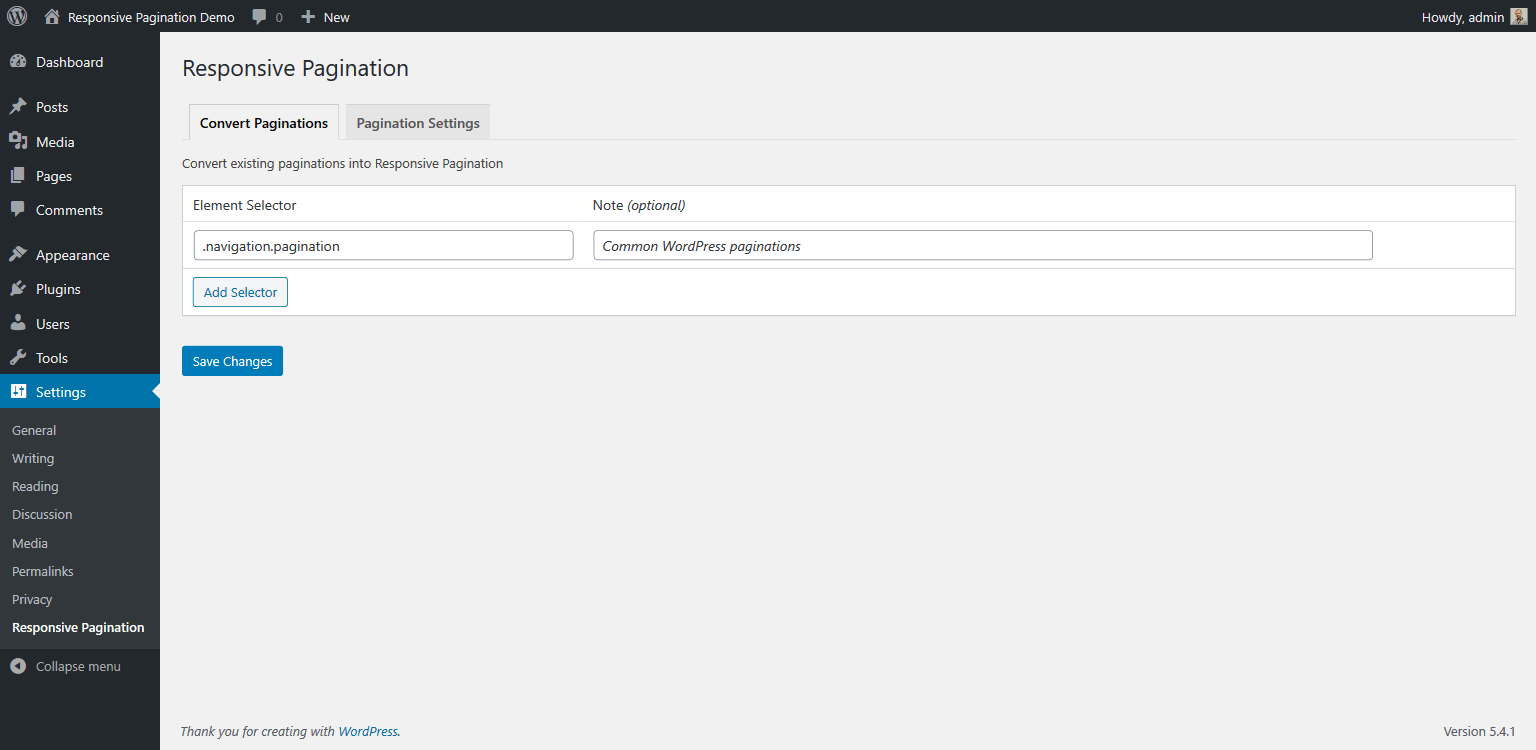 Responsive Pagination Demo 0 New Howdy, admin
Dashboard
Posts
Media
Pages
Comments
Appearance
Plugins
Users
Tools
Settings
General
Writing
Reading
Discussion
Media
Permalinks
Privacy
Responsive Pagination
Collapse menu
Responsive Pagination
Convert Paginations Pagination Settings
Convert existing paginations into Responsive Pagination
Element Selector Note (optional)
.navigation.pagination Common WordPress paginations
Add Selector
Save Changes
Thank you for creating with WordPress. Version 5.4.1